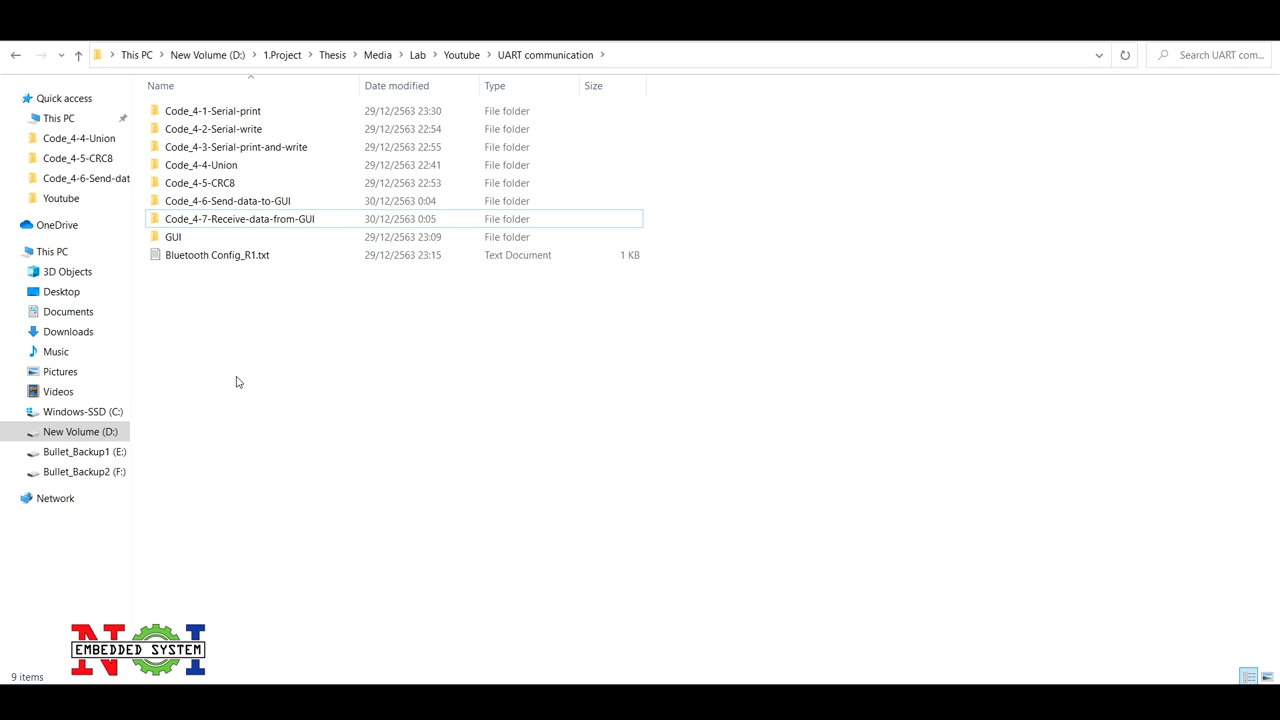 This PC > New Volume (D:) > 1.Project > Thesis > Media > Lab > Youtube > UART communication >
Search UART com...
Name Date modified Type Size
Quick access
This PC
Code_4-4-Union
Code_4-5-CRC8
Code_4-6-Send-dat
Youtube
OneDrive
This PC
3D Objects
Desktop
Documents
Downloads
Music
Pictures
Videos
Windows-SSD (C:)
New Volume (D:)
Bullet_Backup1 (E:)
Bullet_Backup2 (F:)
Network
Code_4-1-Serial-print 29/12/2563 23:30 File folder
Code_4-2-Serial-write 29/12/2563 22:54 File folder
Code_4-3-Serial-print-and-write 29/12/2563 22:55 File folder
Code_4-4-Union 29/12/2563 22:41 File folder
Code_4-5-CRC8 29/12/2563 22:53 File folder
Code_4-6-Send-data-to-GUI 30/12/2563 0:04 File folder
Code_4-7-Receive-data-from-GUI 30/12/2563 0:05 File folder
GUI 29/12/2563 23:09 File folder
Bluetooth Config_R1.txt 29/12/2563 23:15 Text Document 1 KB
NOI
EMBEDDED SYSTEM
9 items